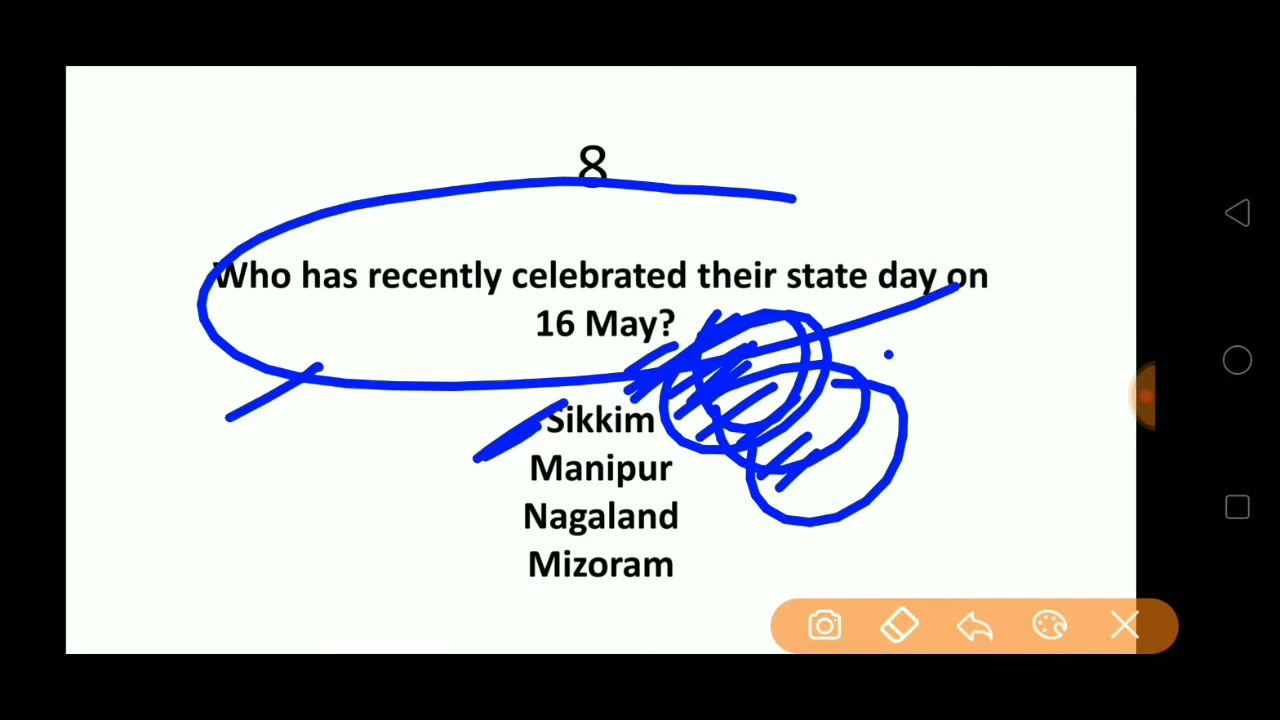 8
Who has recently celebrated their state day on
16 May?
Sikkim
Manipur
Nagaland
Mizoram